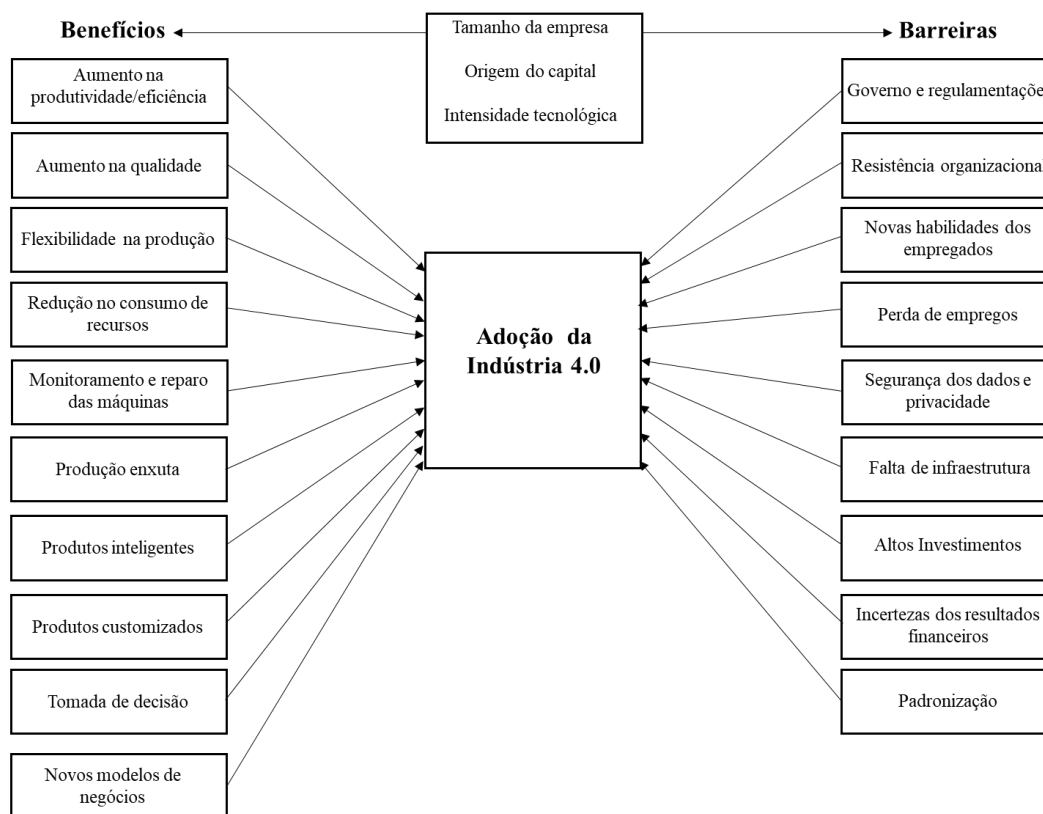 Benefícios
Tamanho da empresa
Origem do capital
Intensidade tecnológica
Barreiras
Aumento na
produtividade/eficiência
Aumento na qualidade
Flexibilidade na produção
Redução no consumo de
recursos
Monitoramento e reparo
das máquinas
Produção enxuta
Produtos inteligentes
Produtos customizados
Tomada de decisão
Novos modelos de
negócios
Adoção da
Indústria 4.0
Governo e regulamentaçõe
Resistência organizacional
Novas habilidades dos
empregados
Perda de empregos
Segurança dos dados e
privacidade
Falta de infraestrutura
Altos Investimentos
Incertezas dos resultados
financeiros
Padronização